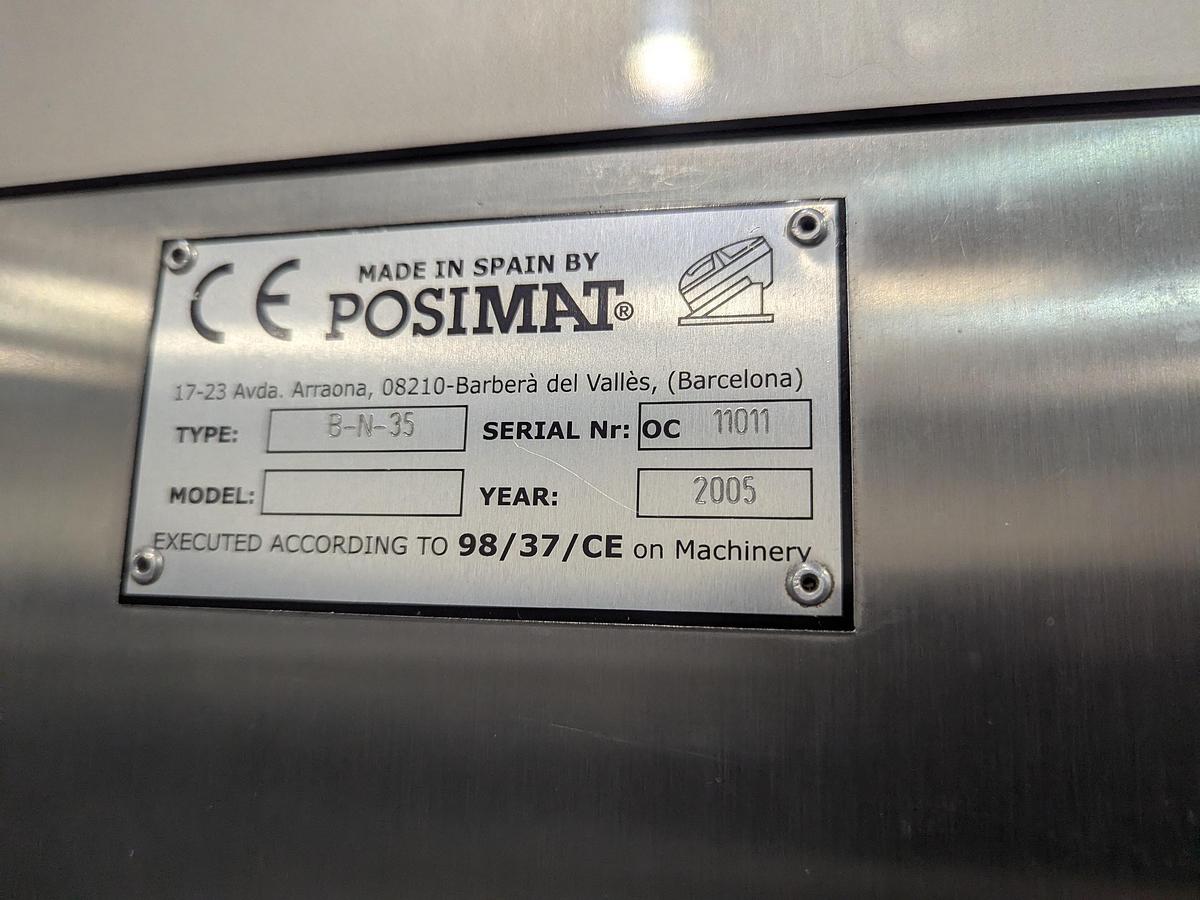 CE MADE IN SPAIN BY
POSIMAT®
17-23 Avda. Arraona, 08210-Barberà del Vallès, (Barcelona)
TYPE: B-N-35 SERIAL Nr: OC 11011
MODEL: YEAR: 2005
EXECUTED ACCORDING TO 98/37/CE on Machinery